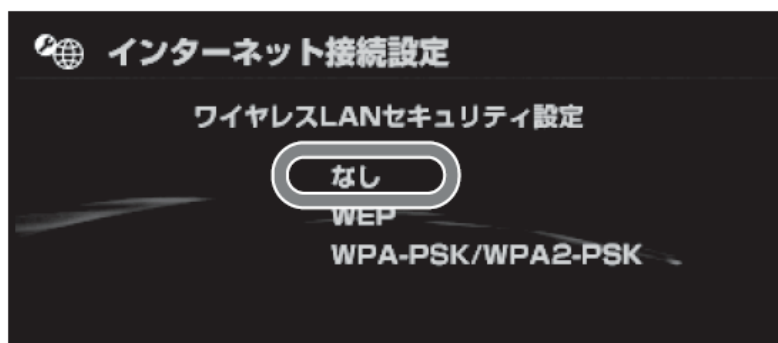 インターネット接続設定
ワイヤレスLANセキュリティ設定
なし
WEP
WPA-PSK/WPA2-PSK